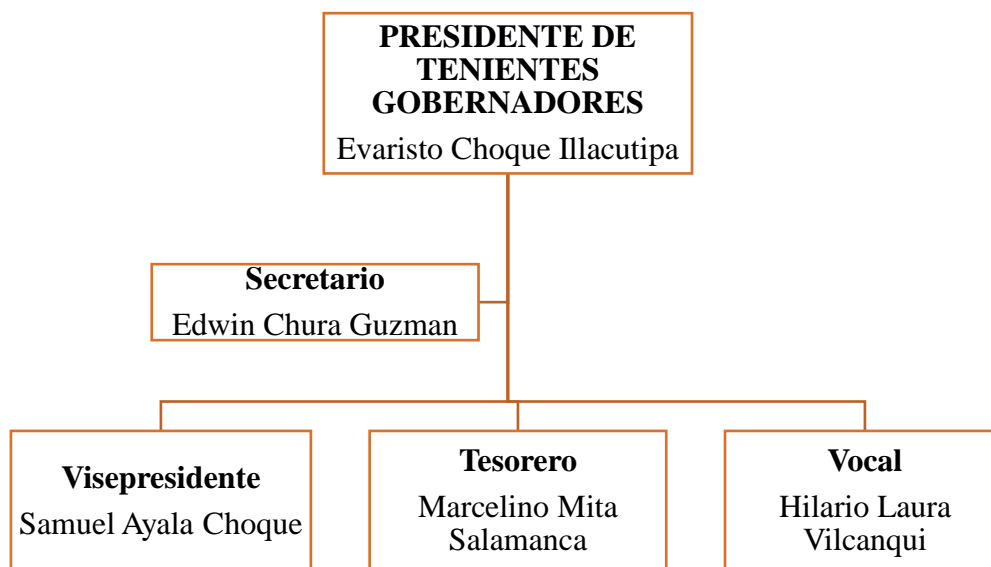 PRESIDENTE DE
TENIENTES
GOBERNADORES
Evaristo Choque Illacutipa
Secretario
Edwin Chura Guzman
Visepresidente
Samuel Ayala Choque
Tesorero
Marcelino Mita
Salamanca
Vocal
Hilario Laura
Vilcanqui